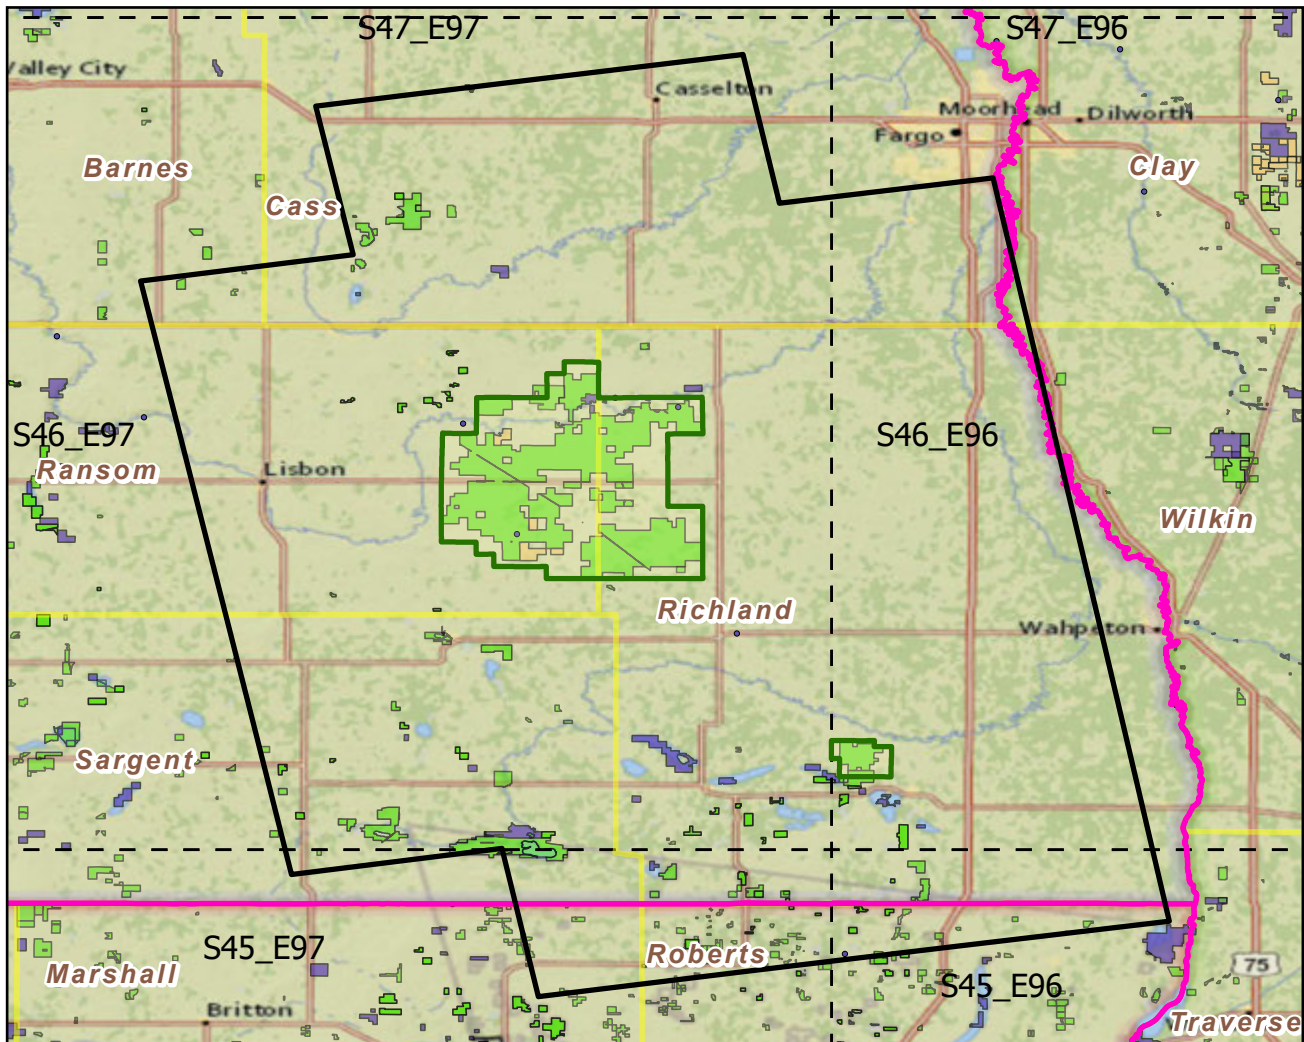 S47_E97
S47_E96
Valley City
Casselton
Moorhead
Dilworth
Fargo
Barnes
Clay
Cass
S46_E97
S46_E96
Ransom
Lisbon
Wilkin
Richland
Wahpeton
Sargent
S45_E97
Roberts
Marshall
75
S45_E96
Britton
Traverse